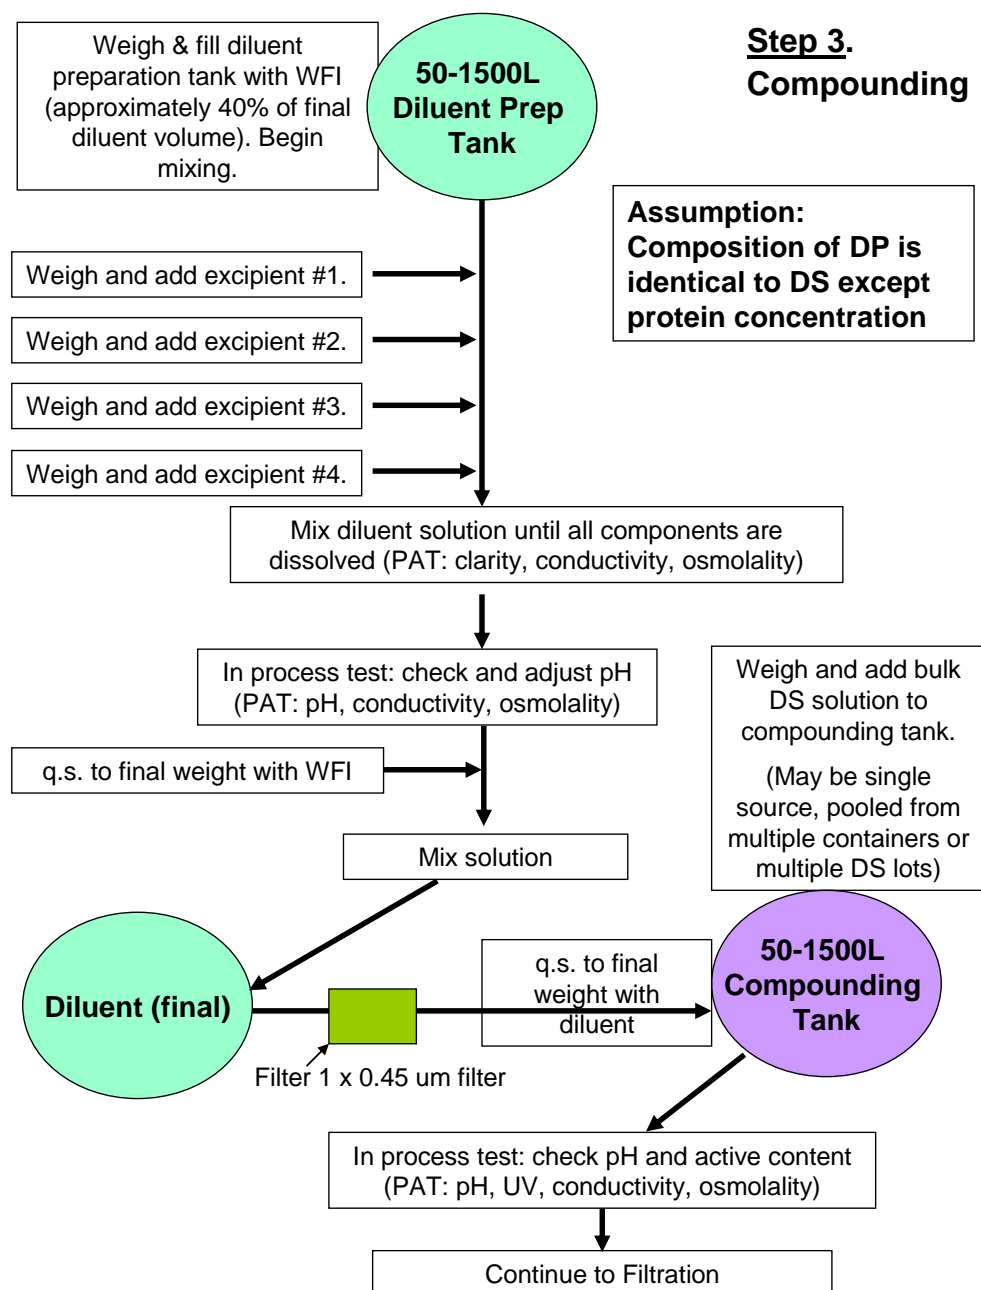 Step 3.
Compounding
Weigh & fill diluent
preparation tank with WFI
(approximately 40% of final
diluent volume). Begin
mixing.
50-1500L
Diluent Prep
Tank
Assumption:
Composition of DP is
identical to DS except
protein concentration
Weigh and add excipient #1.
Weigh and add excipient #2.
Weigh and add excipient #3.
Weigh and add excipient #4.
Mix diluent solution until all components are
dissolved (PAT: clarity, conductivity, osmolality)
In process test: check and adjust pH
(PAT: pH, conductivity, osmolality)
q.s. to final weight with WFI
Mix solution
Weigh and add bulk
DS solution to
compounding tank.
(May be single
source, pooled from
multiple containers or
multiple DS lots)
Diluent (final)
Filter 1 x 0.45 um filter
q.s. to final
weight with
diluent
50-1500L
Compounding
Tank
In process test: check pH and active content
(PAT: pH, UV, conductivity, osmolality)
Continue to Filtration